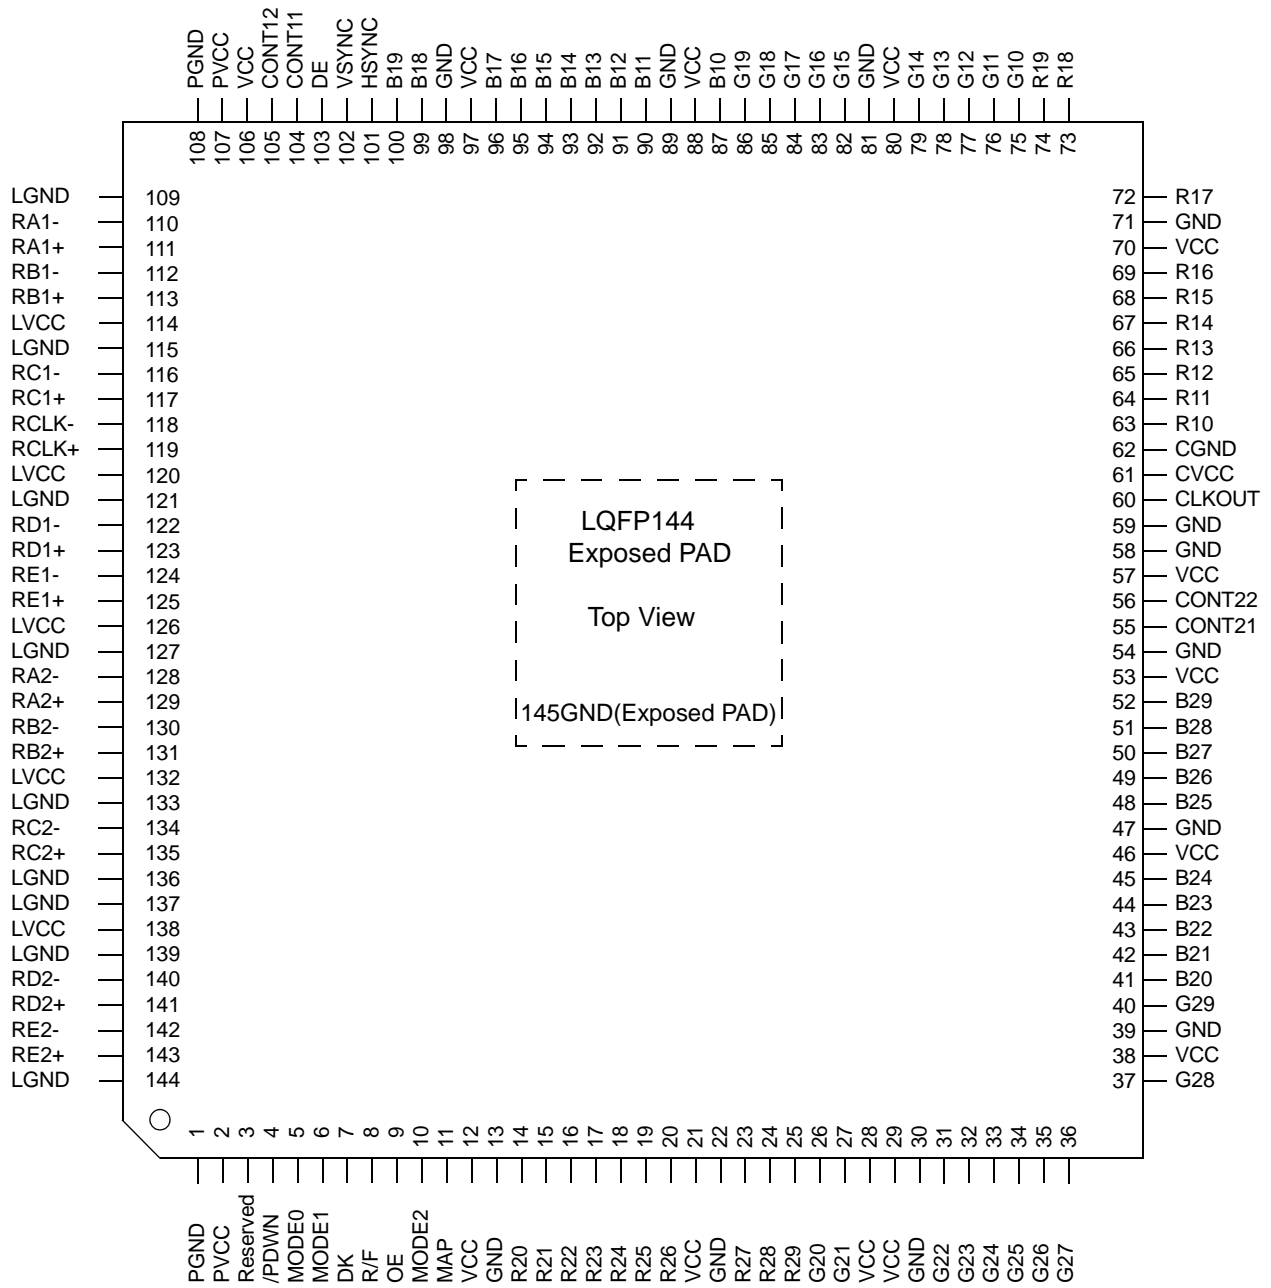 PGND PVCC VCC CONT12 CONT11 DE VSYNC HSYNC B19 B18 GND VCC B17 B16 B15 B14 B13 B12 B11 GND VCC B10 G19 G18 G17 G16 G15 GND VCC G14 G13 G12 G11 G10 R19 R18
108 107 106 105 104 103 102 101 100 99 98 97 96 95 94 93 92 91 90 89 88 87 86 85 84 83 82 81 80 79 78 77 76 75 74 73
LGND 109 72 R17
RA1- 110 71 GND
RA1+ 111 70 VCC
RB1- 112 69 R16
RB1+ 113 68 R15
LVCC 114 67 R14
LGND 115 66 R13
RC1- 116 65 R12
RC1+ 117 64 R11
RCLK- 118 63 R10
RCLK+ 119 62 CGND
LVCC 120 61 CVCC
LGND 121 60 CLKOUT
RD1- 122 59 GND
RD1+ 123 58 GND
RE1- 124 57 VCC
RE1+ 125 56 CONT22
LVCC 126 55 CONT21
LGND 127 54 GND
RA2- 128 53 VCC
RA2+ 129 52 B29
RB2- 130 51 B28
RB2+ 131 50 B27
LVCC 132 49 B26
LGND 133 48 B25
RC2- 134 47 GND
RC2+ 135 46 VCC
LGND 136 45 B24
LGND 137 44 B23
LVCC 138 43 B22
LGND 139 42 B21
RD2- 140 41 B20
RD2+ 141 40 G29
RE2- 142 39 GND
RE2+ 143 38 VCC
LGND 144 37 G28
LQFP144
Exposed PAD
Top View
145GND(Exposed PAD)
1 2 3 4 5 6 7 8 9 10 11 12 13 14 15 16 17 18 19 20 21 22 23 24 25 26 27 28 29 30 31 32 33 34 35 36
PGND PVCC Reserved /PDWN MODE0 MODE1 DK R/F OE MODE2 MAP VCC GND R20 R21 R22 R23 R24 R25 R26 VCC GND R27 R28 R29 G20 G21 VCC VCC GND G22 G23 G24 G25 G26 G27